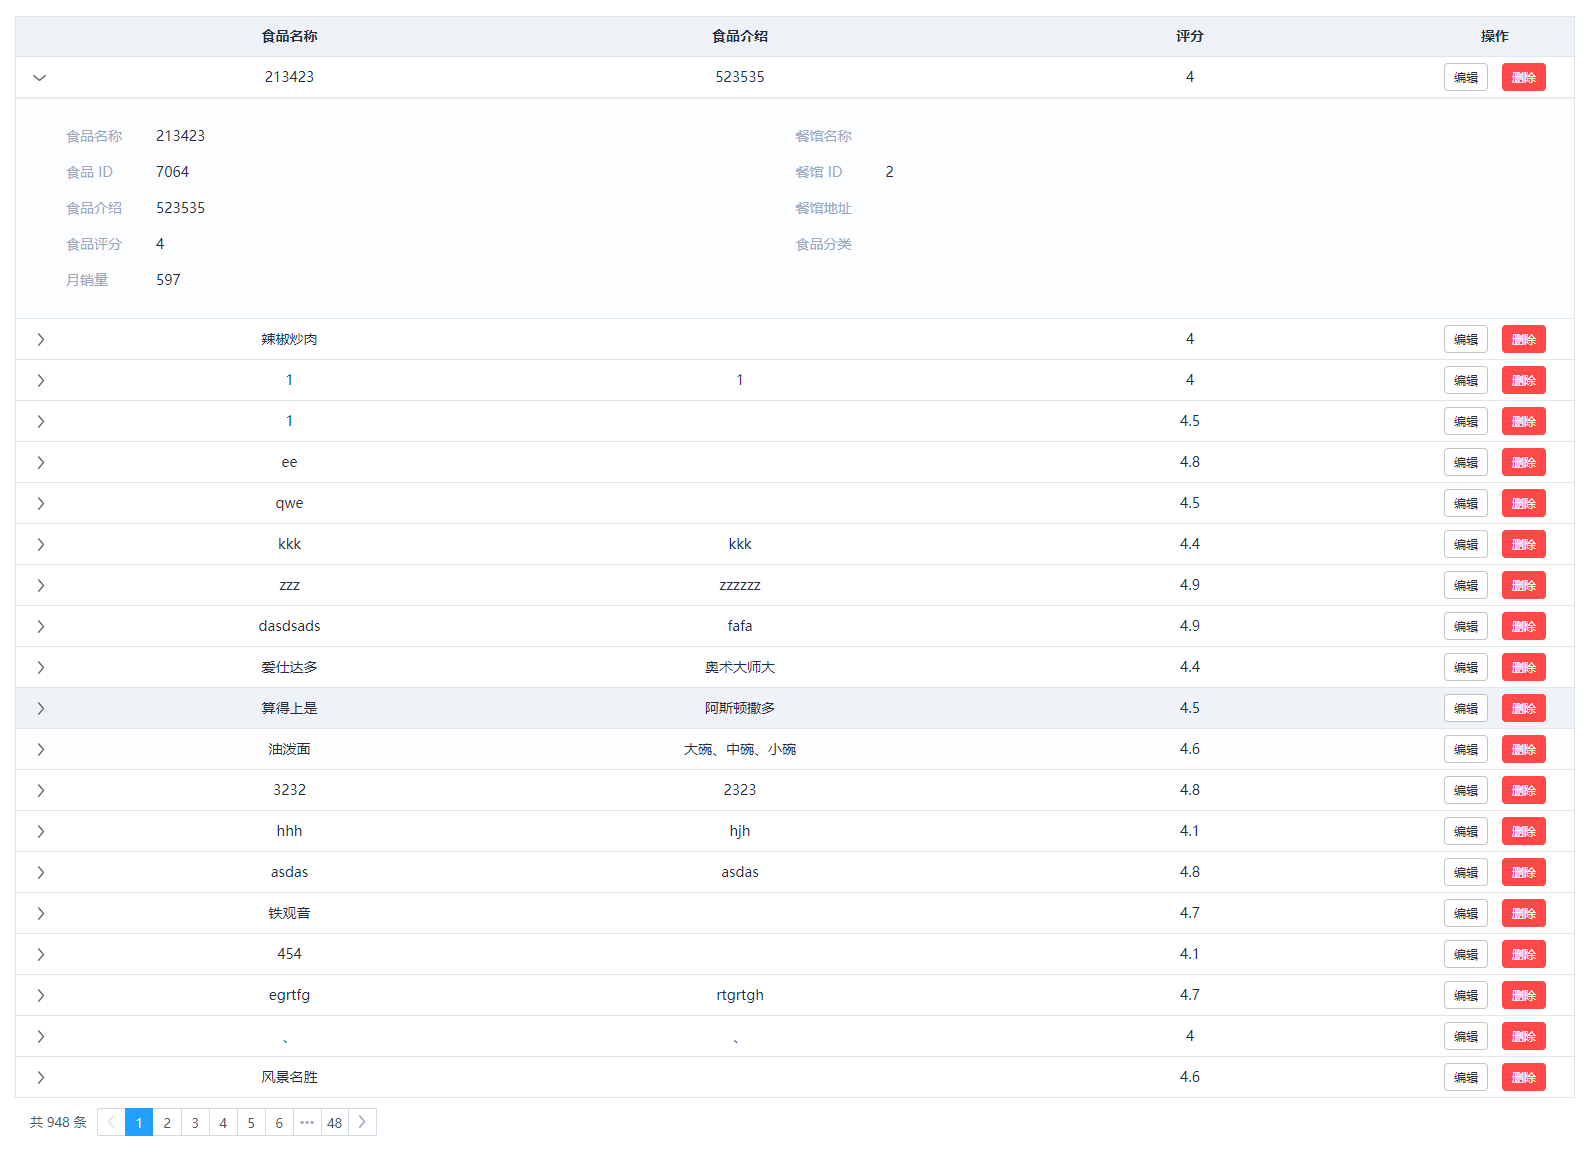 食品名称 食品介绍 评分 操作
213423 523535 4 编辑 删除
食品名称 213423 餐馆名称
食品 ID 7064 餐馆 ID 2
食品介绍 523535 餐馆地址
食品评分 4 食品分类
月销量 597
辣椒炒肉 4 编辑 删除
1 1 4 编辑 删除
1 4.5 编辑 删除
ee 4.8 编辑 删除
qwe 4.5 编辑 删除
kkk kkk 4.4 编辑 删除
zzz zzzzzz 4.9 编辑 删除
dasdsads fafa 4.9 编辑 删除
爱仕达多 奥术大师大 4.4 编辑 删除
算得上是 阿斯顿撒多 4.5 编辑 删除
油泼面 大碗、中碗、小碗 4.6 编辑 删除
3232 2323 4.8 编辑 删除
hhh hjh 4.1 编辑 删除
asdas asdas 4.8 编辑 删除
铁观音 4.7 编辑 删除
454 4.1 编辑 删除
egrtfg rtgrtgh 4.7 编辑 删除
、 、 4 编辑 删除
风景名胜 4.6 编辑 删除
共 948 条 1 2 3 4 5 6 ··· 48